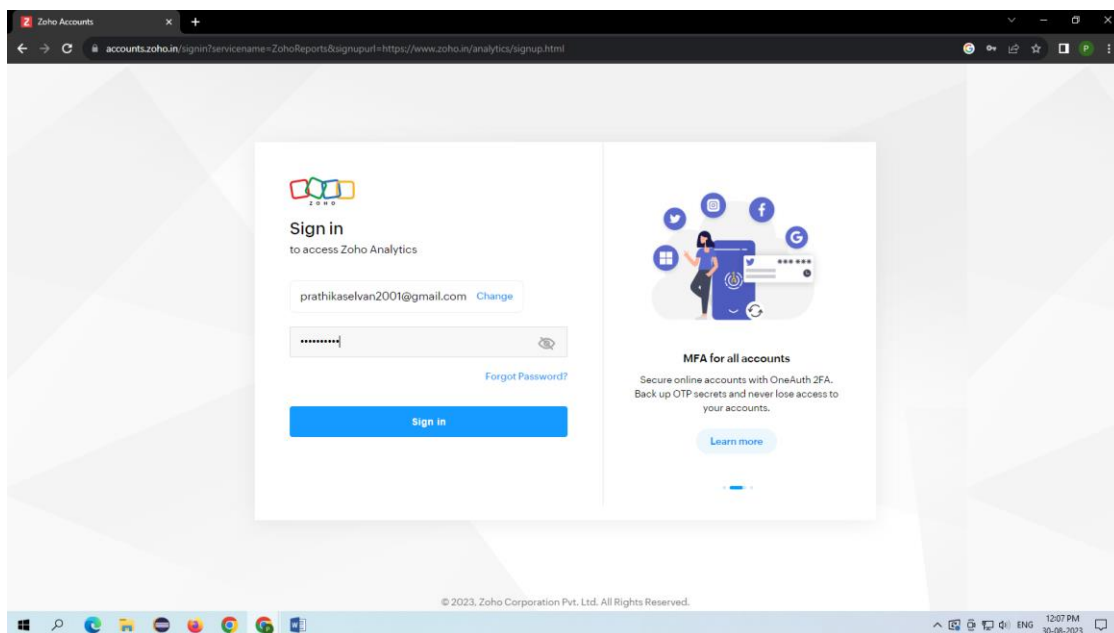 Zoho Accounts
accounts.zoho.in/signin?servicename=ZohoReports&signupurl=https://www.zoho.in/analytics/signup.html
P
ZOHO
Sign in
to access Zoho Analytics
prathikaselvan2001@gmail.com Change
••••••••••
Forgot Password?
Sign in
MFA for all accounts
Secure online accounts with OneAuth 2FA.
Back up OTP secrets and never lose access to
your accounts.
Learn more
© 2023, Zoho Corporation Pvt. Ltd. All Rights Reserved.
ENG
12:07 PM
30-08-2023